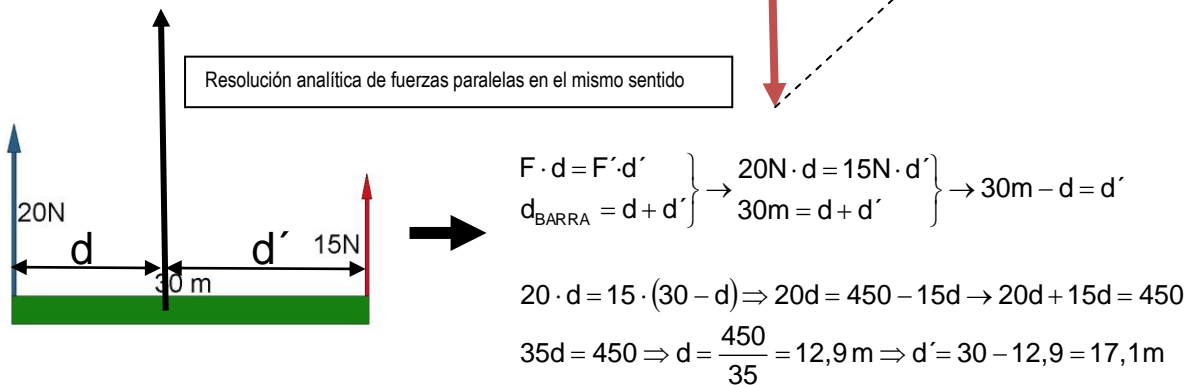 Resolución analítica de fuerzas paralelas en el mismo sentido
20N
d
d´
15N
30 m
F · d = F´·d´ } → 20N · d = 15N · d´ } → 30m − d = d´
d_BARRA = d + d´ } 30m = d + d´ }
20 · d = 15 · (30 − d) ⇒ 20d = 450 − 15d → 20d + 15d = 450
35d = 450 ⇒ d = 450/35 = 12,9 m ⇒ d´= 30 − 12,9 = 17,1m